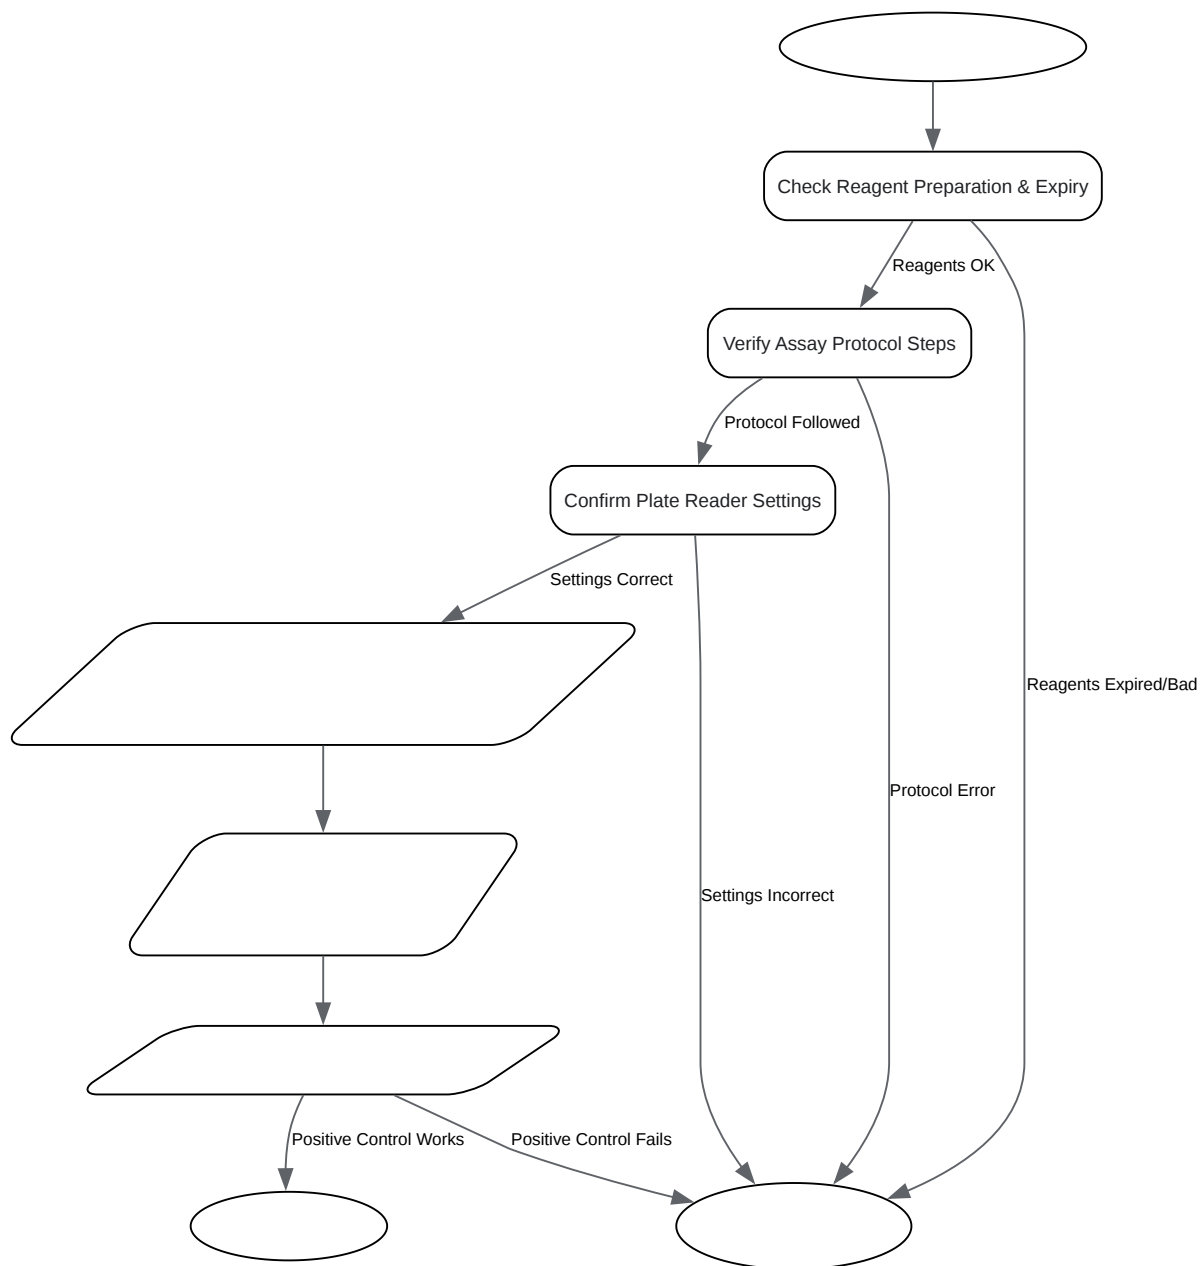 Check Reagent Preparation & Expiry
Reagents OK
Verify Assay Protocol Steps
Protocol Followed
Confirm Plate Reader Settings
Settings Correct
Reagents Expired/Bad
Protocol Error
Settings Incorrect
Positive Control Works
Positive Control Fails